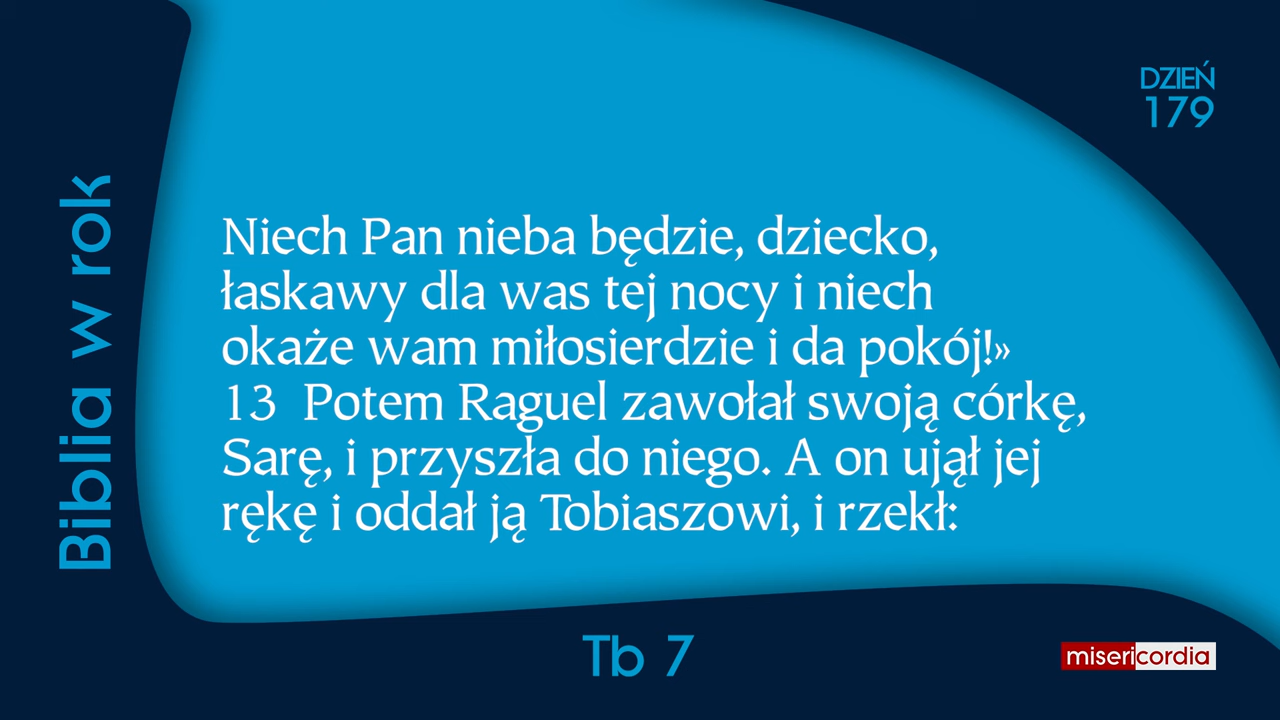 DZIEŃ
179
Biblia w rok
Niech Pan nieba będzie, dziecko,
łaskawy dla was tej nocy i niech
okaże wam miłosierdzie i da pokój!»
13 Potem Raguel zawołał swoją córkę,
Sarę, i przyszła do niego. A on ujął jej
rękę i oddał ją Tobiaszowi, i rzekł:
Tb 7
misericordia